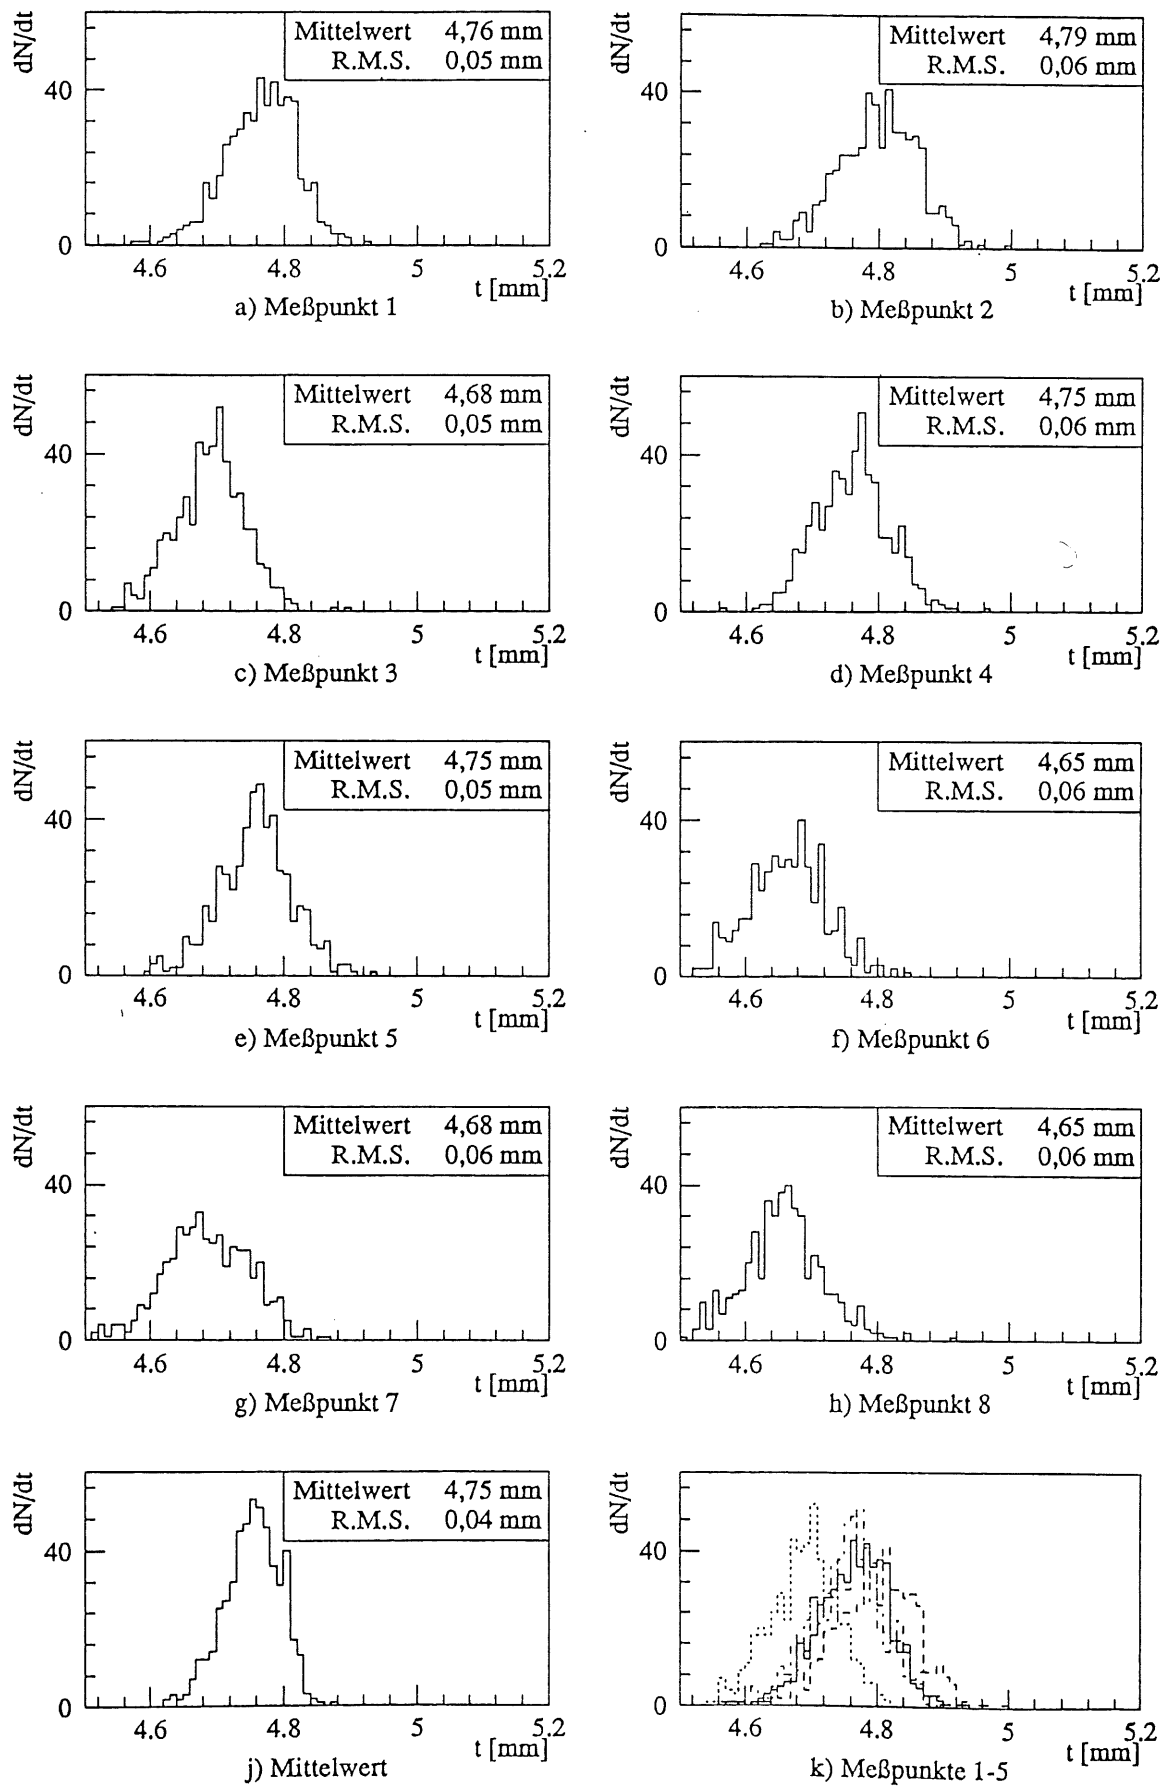 dN/dt
Mittelwert 4,76 mm
R.M.S. 0,05 mm
40
0
4.6 4.8 5 5.2
t [mm]
a) Meßpunkt 1
dN/dt
Mittelwert 4,79 mm
R.M.S. 0,06 mm
40
0
4.6 4.8 5 5.2
t [mm]
b) Meßpunkt 2
dN/dt
Mittelwert 4,68 mm
R.M.S. 0,05 mm
40
0
4.6 4.8 5 5.2
t [mm]
c) Meßpunkt 3
dN/dt
Mittelwert 4,75 mm
R.M.S. 0,06 mm
40
0
4.6 4.8 5 5.2
t [mm]
d) Meßpunkt 4
dN/dt
Mittelwert 4,75 mm
R.M.S. 0,05 mm
40
0
4.6 4.8 5 5.2
t [mm]
e) Meßpunkt 5
dN/dt
Mittelwert 4,65 mm
R.M.S. 0,06 mm
40
0
4.6 4.8 5 5.2
t [mm]
f) Meßpunkt 6
dN/dt
Mittelwert 4,68 mm
R.M.S. 0,06 mm
40
0
4.6 4.8 5 5.2
t [mm]
g) Meßpunkt 7
dN/dt
Mittelwert 4,65 mm
R.M.S. 0,06 mm
40
0
4.6 4.8 5 5.2
t [mm]
h) Meßpunkt 8
dN/dt
Mittelwert 4,75 mm
R.M.S. 0,04 mm
40
0
4.6 4.8 5 5.2
t [mm]
j) Mittelwert
dN/dt
40
0
4.6 4.8 5 5.2
t [mm]
k) Meßpunkte 1-5